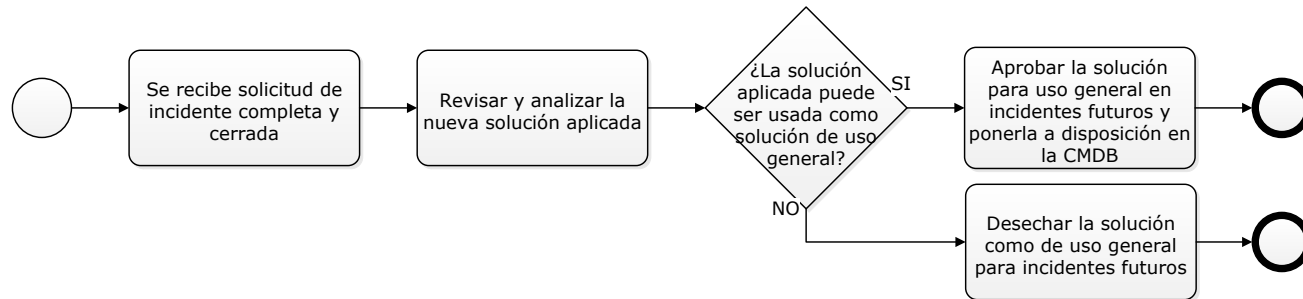 Se recibe solicitud de
incidente completa y
cerrada
Revisar y analizar la
nueva solución aplicada
¿La solución
aplicada puede
ser usada como
solución de uso
general?
SI
Aprobar la solución
para uso general en
incidentes futuros y
ponerla a disposición en
la CMDB
NO
Desechar la solución
como de uso general
para incidentes futuros